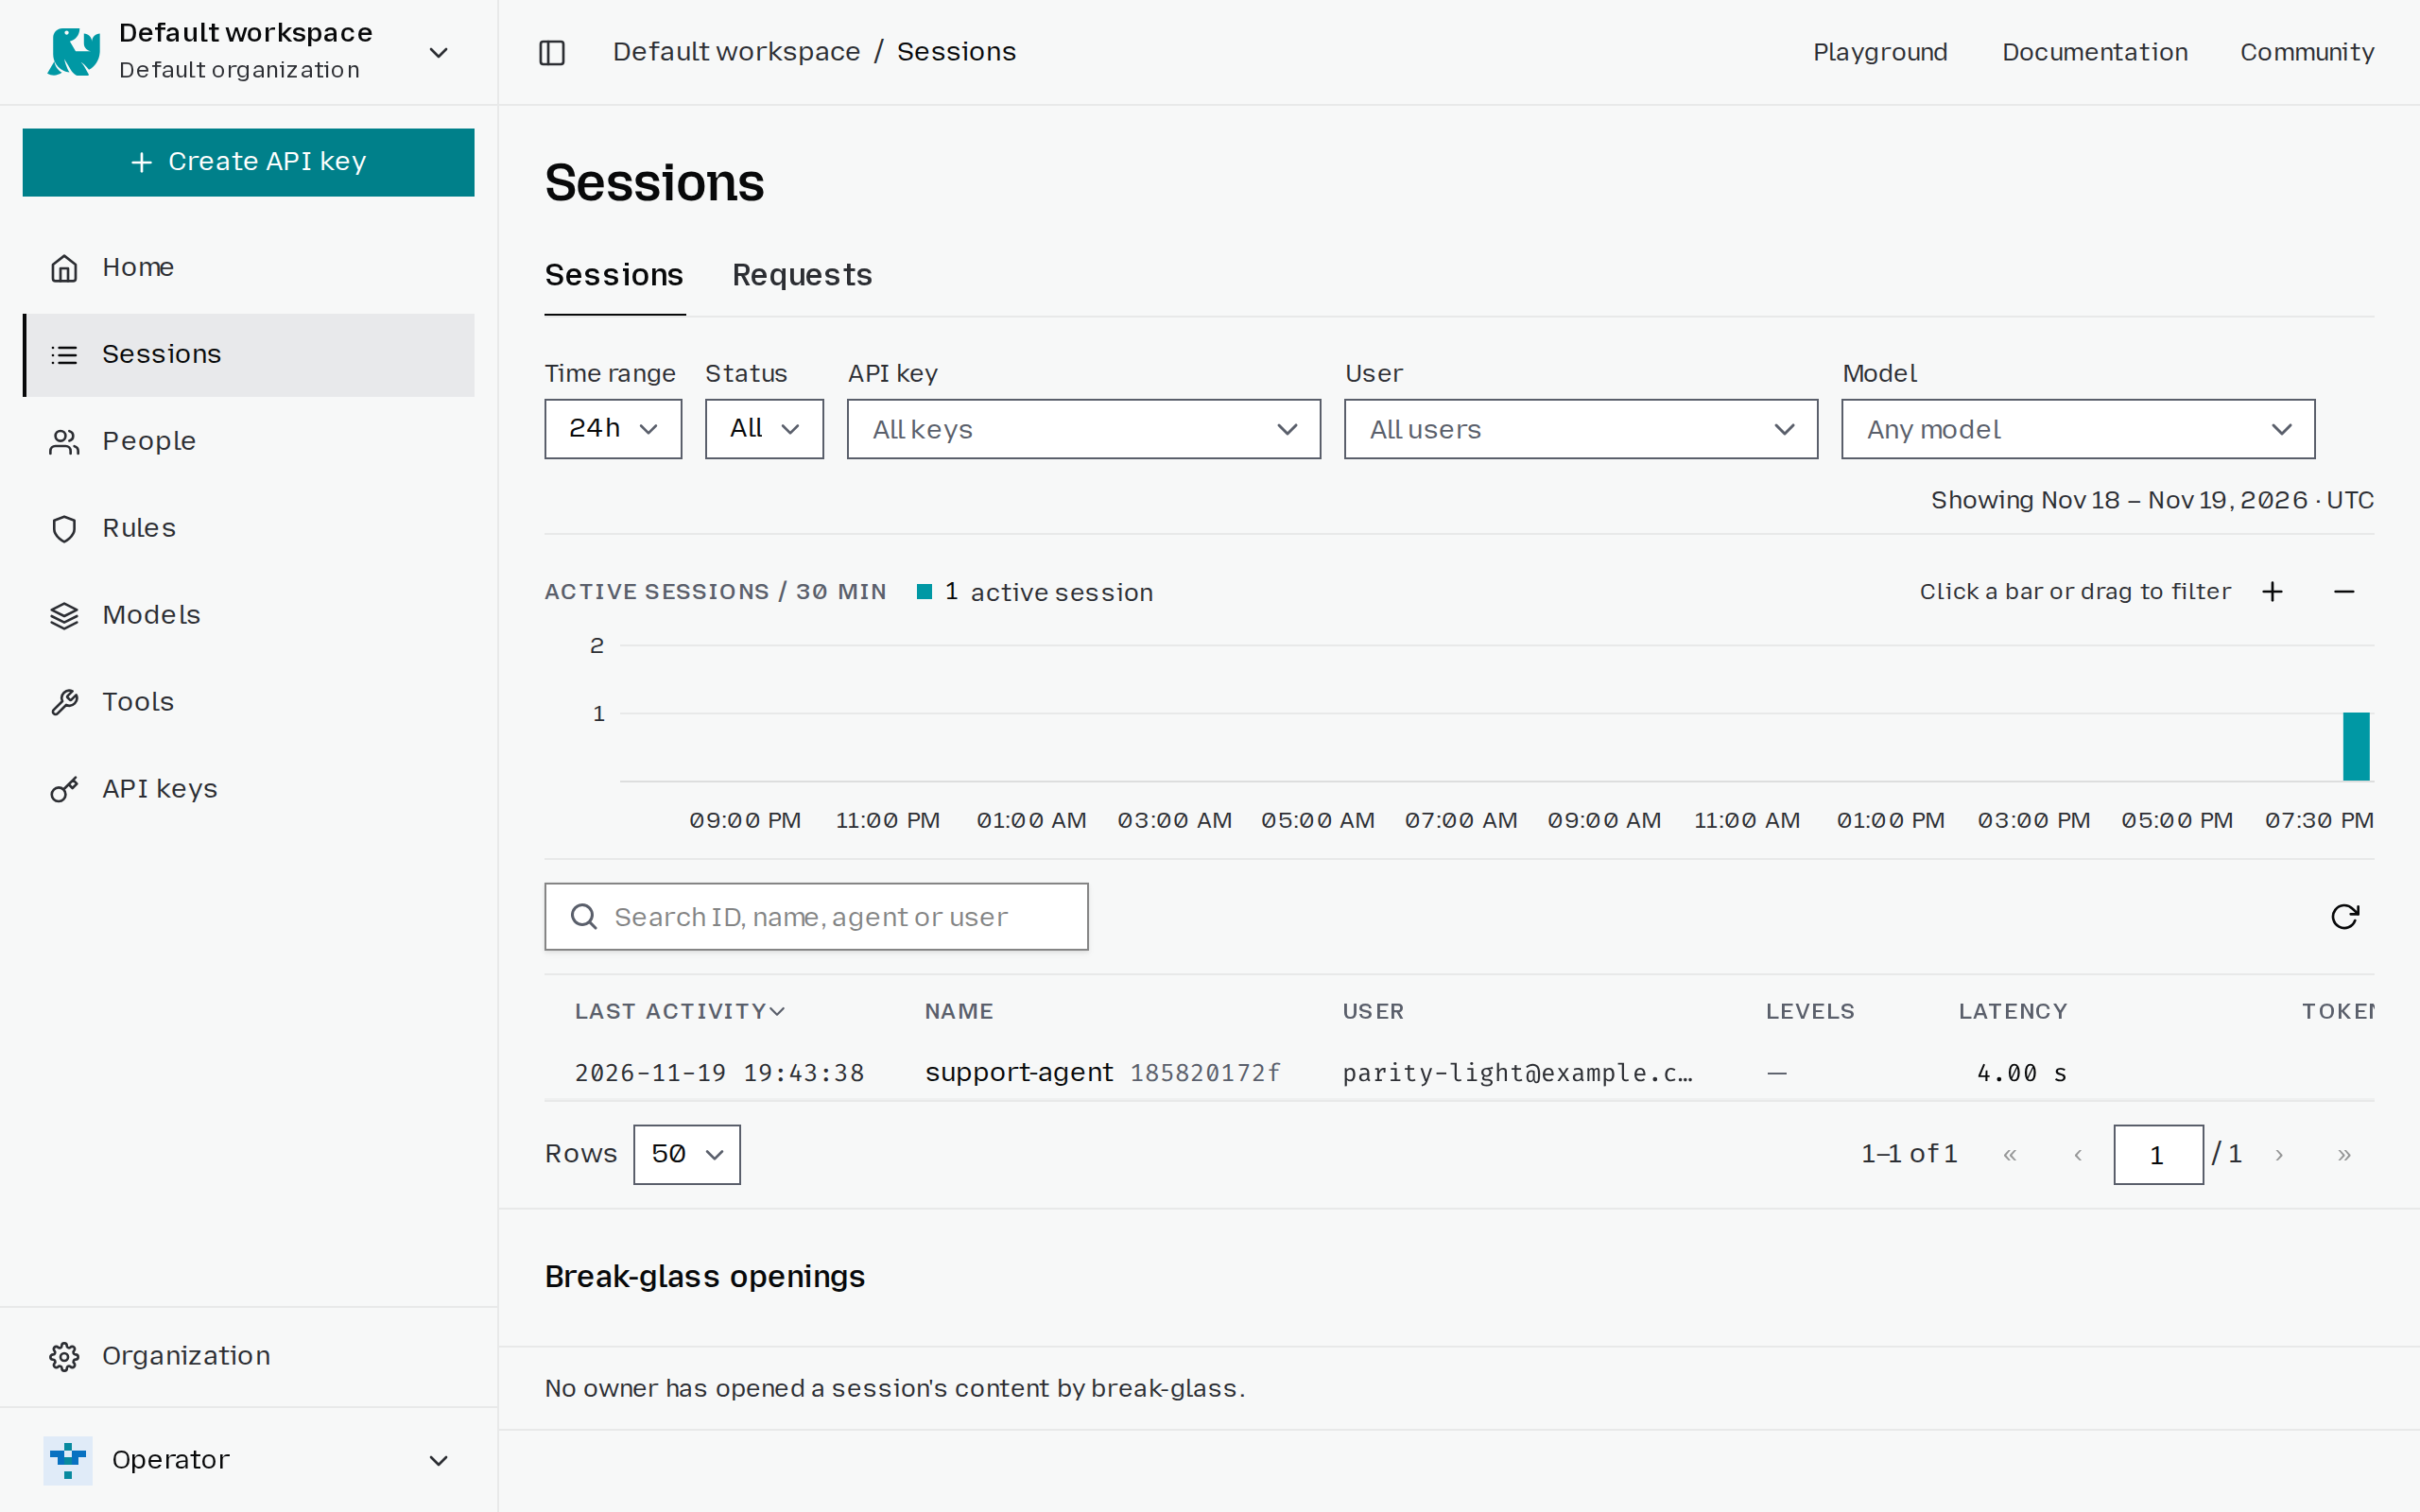 Default workspace
Default organization
Default workspace / Sessions
Playground
Documentation
Community
Create API key
Home
Sessions
People
Rules
Models
Tools
API keys
Organization
Operator
Sessions
Sessions
Requests
Time range
Status
API key
User
Model
24h
All
All keys
All users
Any model
Showing Nov 18 – Nov 19, 2026 · UTC
ACTIVE SESSIONS / 30 MIN
1 active session
Click a bar or drag to filter
2
1
09:00 PM
11:00 PM
01:00 AM
03:00 AM
05:00 AM
07:00 AM
09:00 AM
11:00 AM
01:00 PM
03:00 PM
05:00 PM
07:30 PM
Search ID, name, agent or user
LAST ACTIVITY
NAME
USER
LEVELS
LATENCY
TOKEN
2026-11-19 19:43:38
support-agent 185820172f
parity-light@example.c…
—
4.00 s
Rows
50
1–1 of 1
« ‹ 1 / 1 › »
Break-glass openings
No owner has opened a session's content by break-glass.